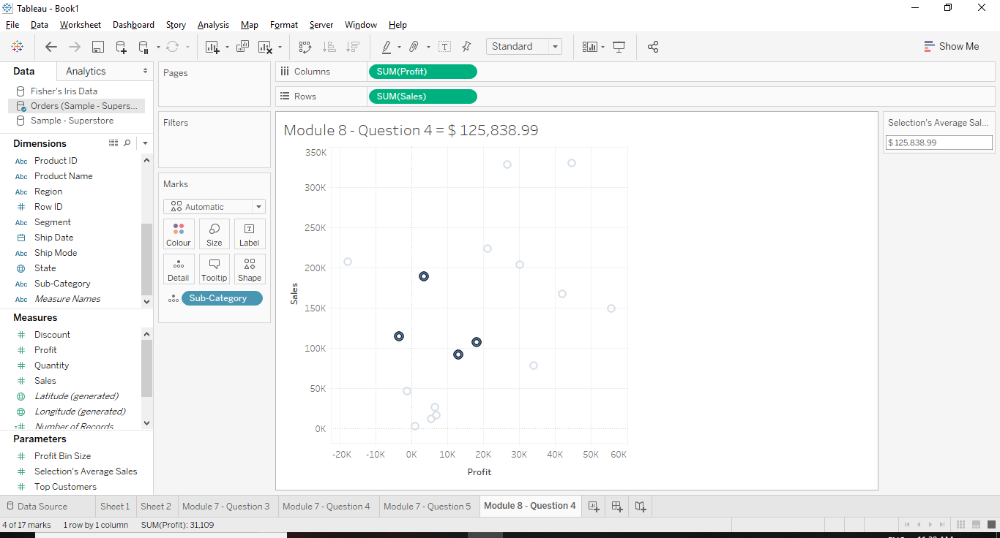 Tableau - Book1
File Data Worksheet Dashboard Story Analysis Map Format Server Window Help
Standard
Show Me
Data Analytics
Fisher's Iris Data
Orders (Sample - Supers...
Sample - Superstore
Dimensions
Abc Product ID
Abc Product Name
Abc Region
# Row ID
Abc Segment
Ship Date
Abc Ship Mode
State
Abc Sub-Category
Abc Measure Names
Measures
# Discount
# Profit
# Quantity
# Sales
Latitude (generated)
Longitude (generated)
=# Number of Records
Parameters
# Profit Bin Size
# Selection's Average Sales
# Top Customers
Pages
Filters
Marks
Automatic
Colour Size Label
Detail Tooltip Shape
Sub-Category
Columns SUM(Profit)
Rows SUM(Sales)
Module 8 - Question 4 = $ 125,838.99
350K
300K
250K
200K
150K
100K
50K
0K
Sales
-20K -10K 0K 10K 20K 30K 40K 50K 60K
Profit
Selection's Average Sal...
$ 125,838.99
Data Source Sheet 1 Sheet 2 Module 7 - Question 3 Module 7 - Question 4 Module 7 - Question 5 Module 8 - Question 4
4 of 17 marks 1 row by 1 column SUM(Profit): 31,109